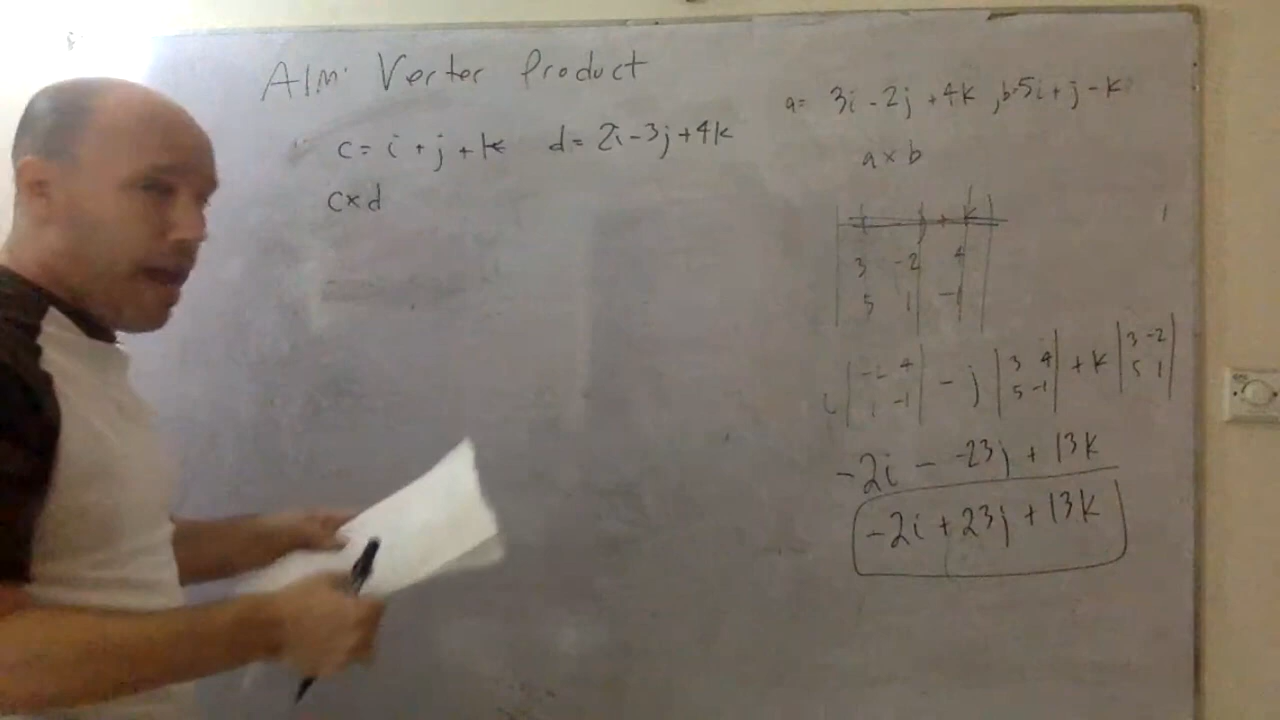 AIM: Vector Product
c = i + j + k d = 2i - 3j + 4k
c×d
a = 3i - 2j + 4k , b = 5i + j - k
a × b
i - j + k
3 -2 4
5 1 -1
i | -2 4 | - j | 3 4 | + k | 3 -2 |
| 1 -1 | | 5 -1 | | 5 1 |
-2i - -23j + 13k
-2i + 23j + 13k